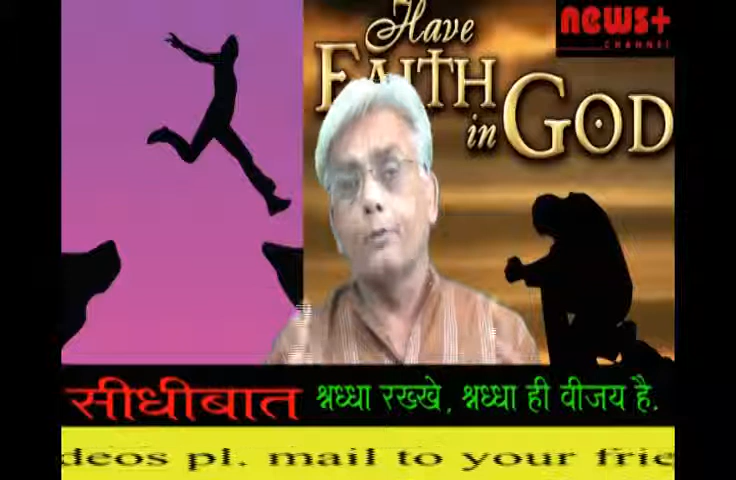 Have
FAITH
in GOD
news+
CHANNEL
सीधीबात
श्रध्धा रख्खे, श्रध्धा ही वीजय है.
deos pl. mail to your frie